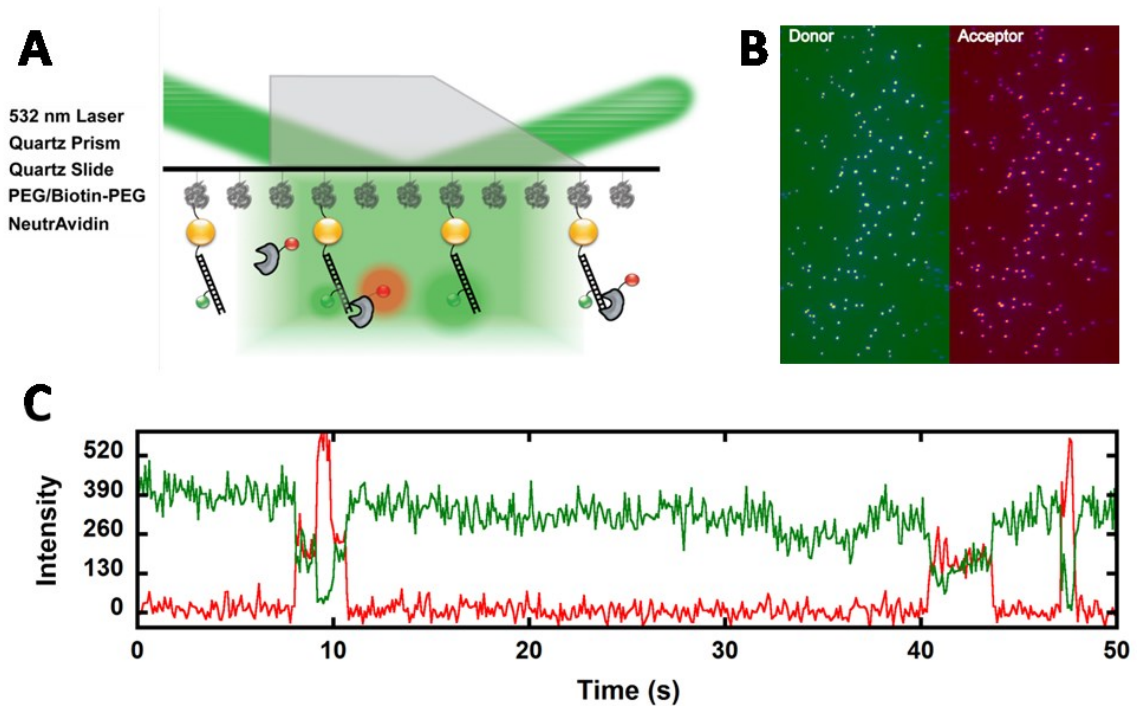 A
532 nm Laser
Quartz Prism
Quartz Slide
PEG/Biotin-PEG
NeutrAvidin
B
Donor
Acceptor
C
Intensity
520
390
260
130
0
0
10
20
30
40
50
Time (s)